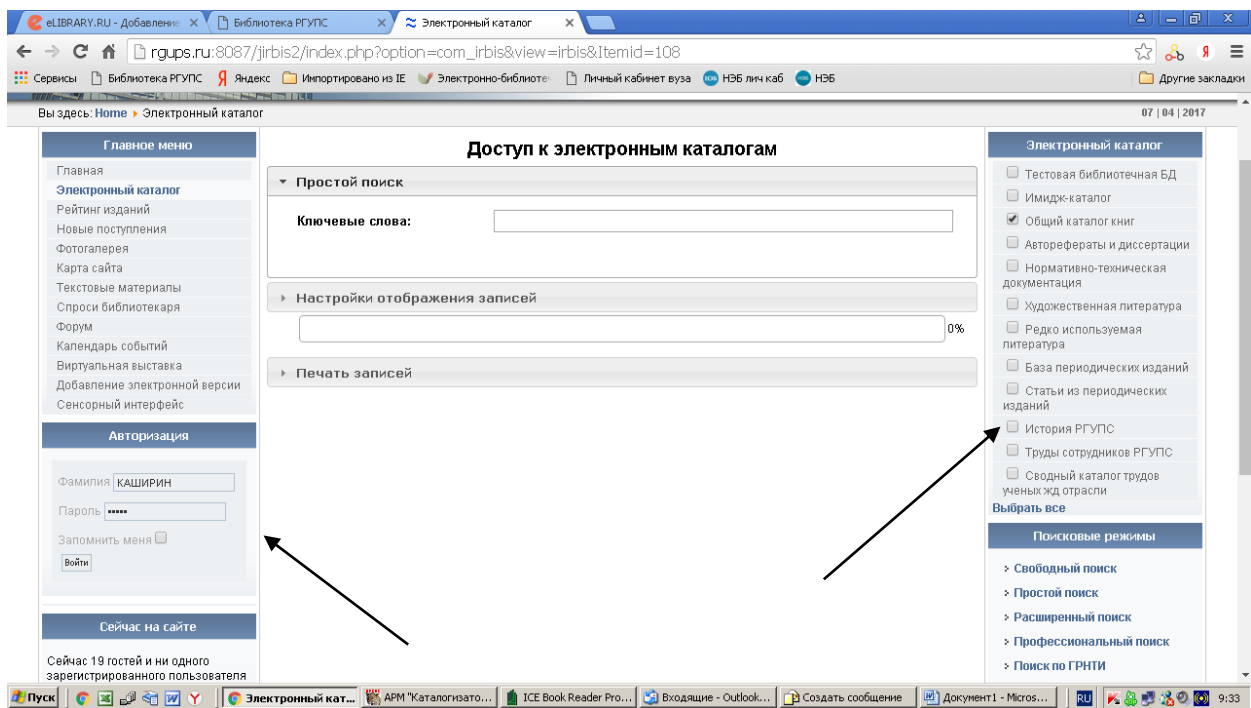 eLIBRARY.RU - Добавление
Библиотека РГУПС
Электронный каталог
rgups.ru:8087/jirbis2/index.php?option=com_irbis&view=irbis&Itemid=108
Сервисы
Библиотека РГУПС
Яндекс
Импортировано из IE
Электронно-библиоте
Личный кабинет вуза
НЭБ лич каб
НЭБ
Другие закладки
Вы здесь: Home Электронный каталог
07 | 04 | 2017
Главное меню
Главная
Электронный каталог
Рейтинг изданий
Новые поступления
Фотогалерея
Карта сайта
Текстовые материалы
Спроси библиотекаря
Форум
Календарь событий
Виртуальная выставка
Добавление электронной версии
Сенсорный интерфейс
Авторизация
Фамилия КАШИРИН
Пароль •••••
Запомнить меня
Войти
Сейчас на сайте
Сейчас 19 гостей и ни одного
зарегистрированного пользователя
Доступ к электронным каталогам
Простой поиск
Ключевые слова:
Настройки отображения записей
0%
Печать записей
Электронный каталог
Тестовая библиотечная БД
Имидж-каталог
Общий каталог книг
Авторефераты и диссертации
Нормативно-техническая
документация
Художественная литература
Редко используемая
литература
База периодических изданий
Статьи из периодических
изданий
История РГУПС
Труды сотрудников РГУПС
Сводный каталог трудов
ученых жд отрасли
Выбрать все
Поисковые режимы
Свободный поиск
Простой поиск
Расширенный поиск
Профессиональный поиск
Поиск по ГРНТИ
Пуск
Электронный кат...
АРМ "Каталогизато...
ICE Book Reader Pro...
Входящие - Outlook...
Создать сообщение
Документ1 - Micros...
RU
9:33